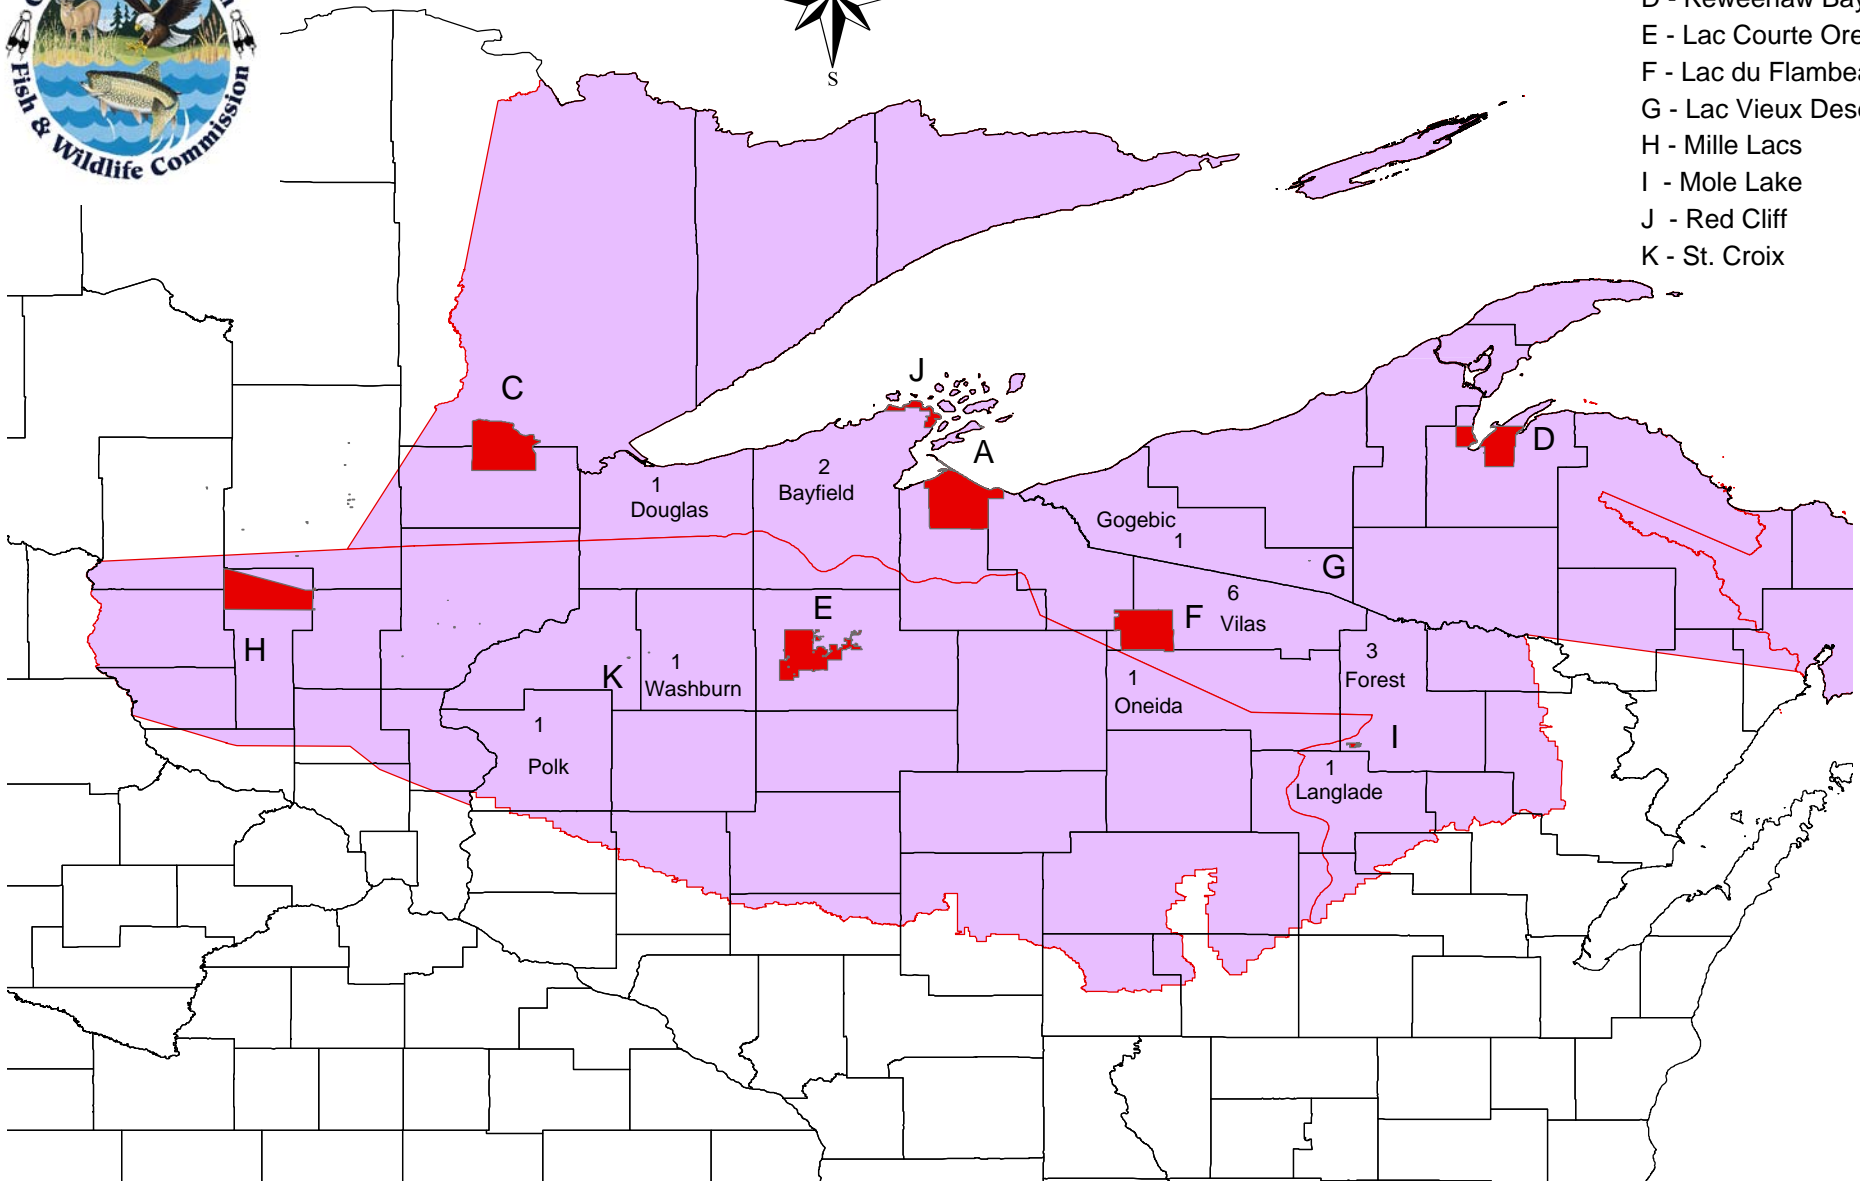 Fish & Wildlife Commission
S
E - Lac Courte Ore
F - Lac du Flambea
G - Lac Vieux Dese
H - Mille Lacs
I - Mole Lake
J - Red Cliff
K - St. Croix
C
J
A
D
1
Douglas
2
Bayfield
Gogebic
1
G
E
6
F
Vilas
H
K
1
Washburn
3
Forest
1
Oneida
1
Polk
I
1
Langlade